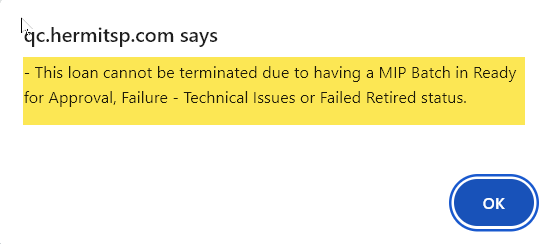 qc.hermitsp.com says
- This loan cannot be terminated due to having a MIP Batch in Ready
for Approval, Failure - Technical Issues or Failed Retired status.
OK